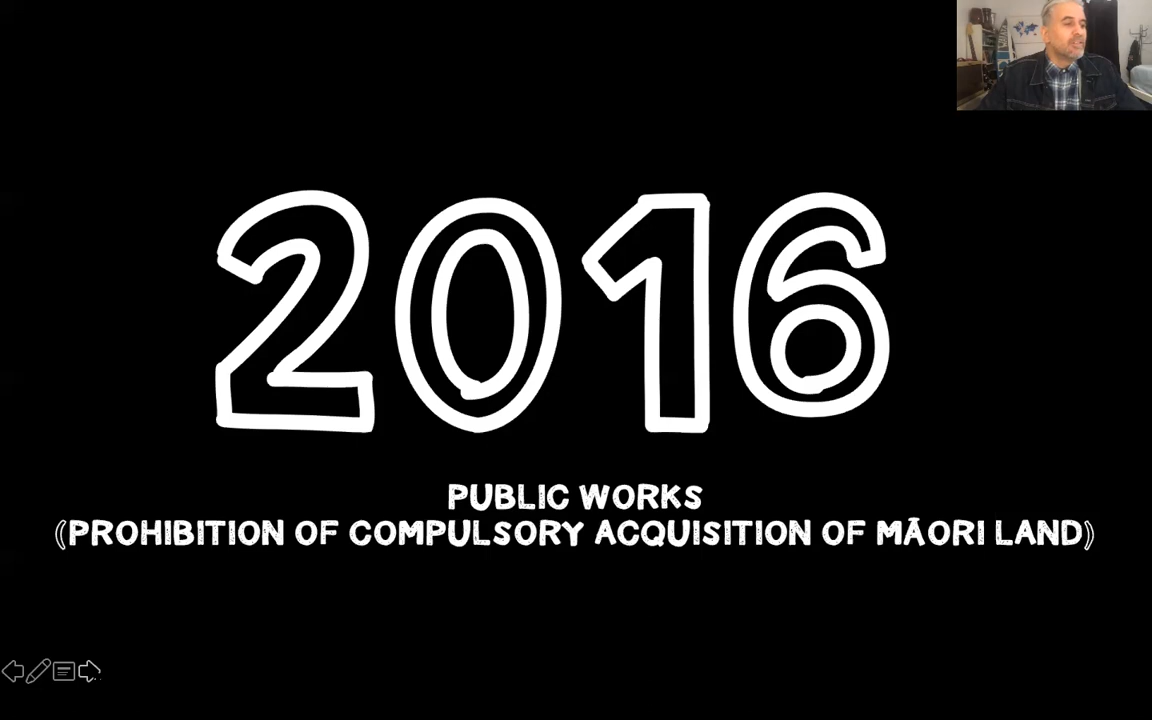 2016
PUBLIC WORKS
(PROHIBITION OF COMPULSORY ACQUISITION OF MĀORI LAND)